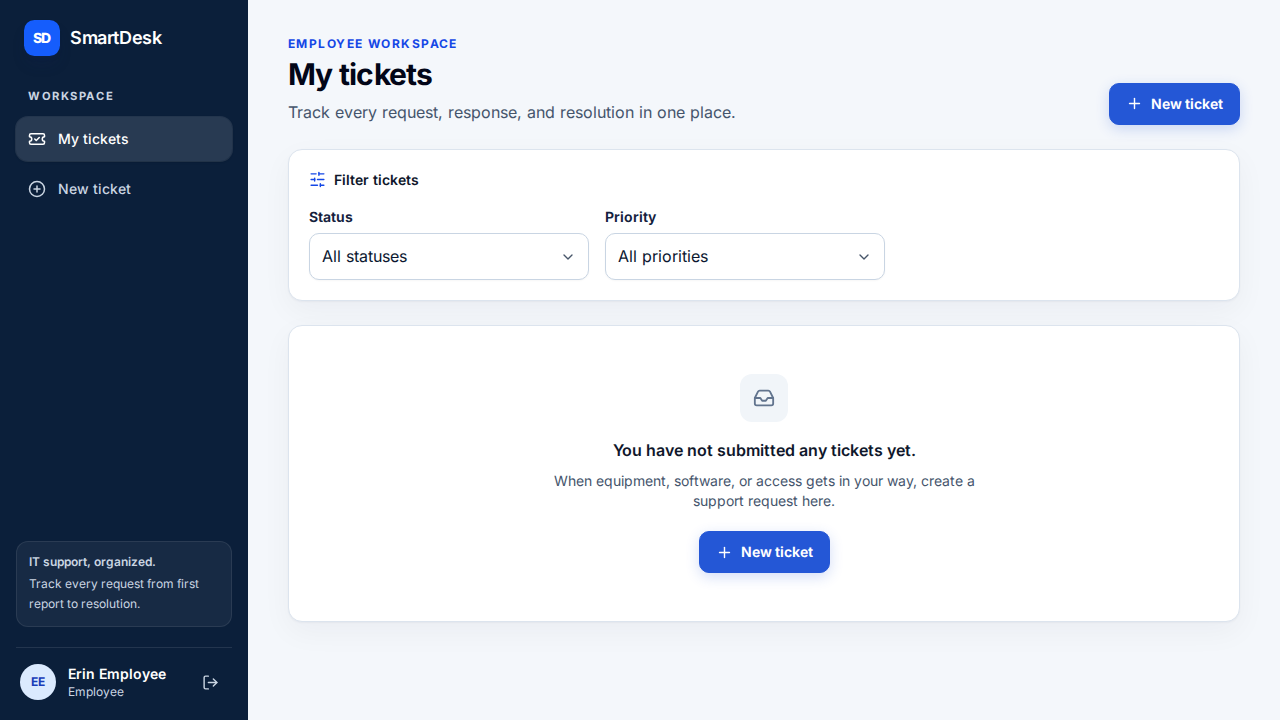 SD
SmartDesk
WORKSPACE
My tickets
New ticket
IT support, organized.
Track every request from first
report to resolution.
EE
Erin Employee
Employee
EMPLOYEE WORKSPACE
My tickets
Track every request, response, and resolution in one place.
New ticket
Filter tickets
Status
Priority
All statuses
All priorities
You have not submitted any tickets yet.
When equipment, software, or access gets in your way, create a
support request here.
New ticket